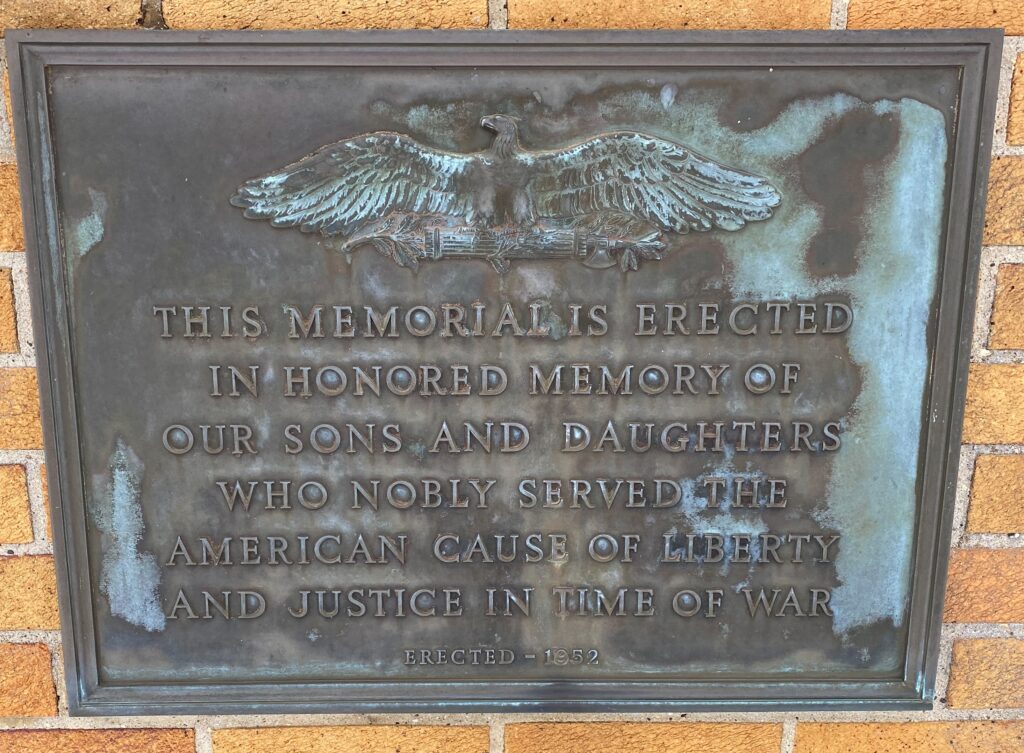 THIS MEMORIAL IS ERECTED
IN HONORED MEMORY OF
OUR SONS AND DAUGHTERS
WHO NOBLY SERVED THE
AMERICAN CAUSE OF LIBERTY
AND JUSTICE IN TIME OF WAR
ERECTED - 1952